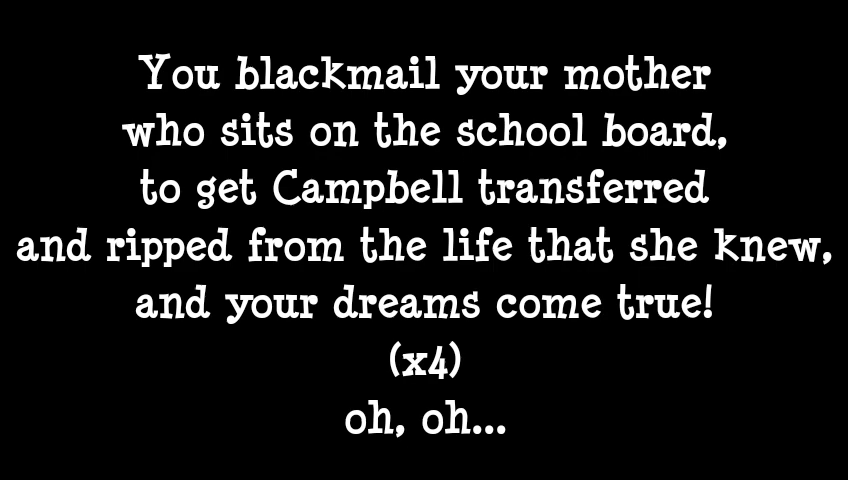 You blackmail your mother
who sits on the school board,
to get Campbell transferred
and ripped from the life that she knew,
and your dreams come true!
(x4)
oh, oh...